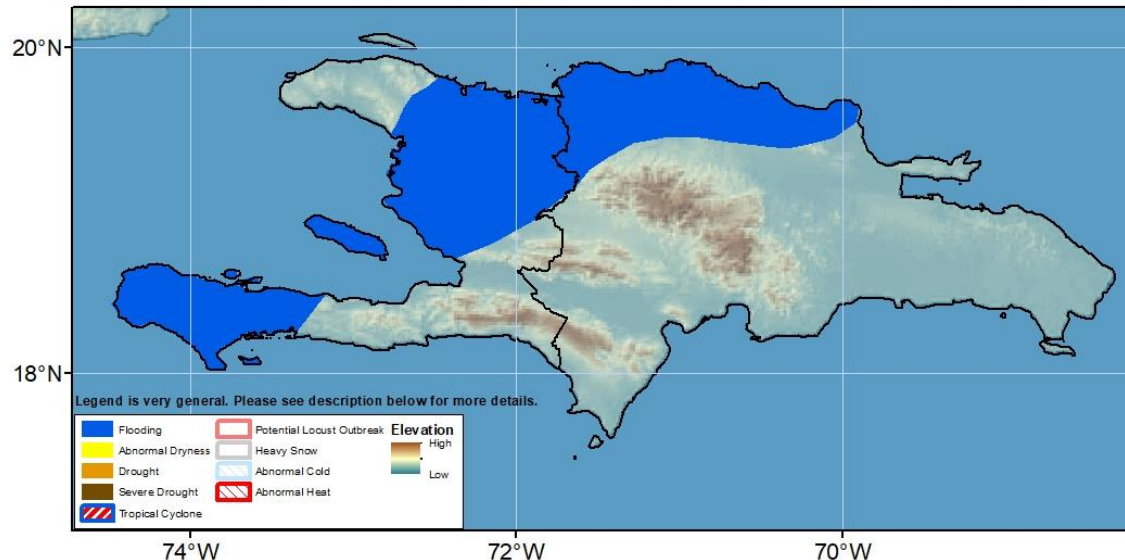 20°N
18°N
Legend is very general. Please see description below for more details.
Flooding
Abnormal Dryness
Drought
Severe Drought
Tropical Cyclone
Potential Locust Outbreak
Heavy Snow
Abnormal Cold
Abnormal Heat
Elevation
High
Low
74°W
72°W
70°W